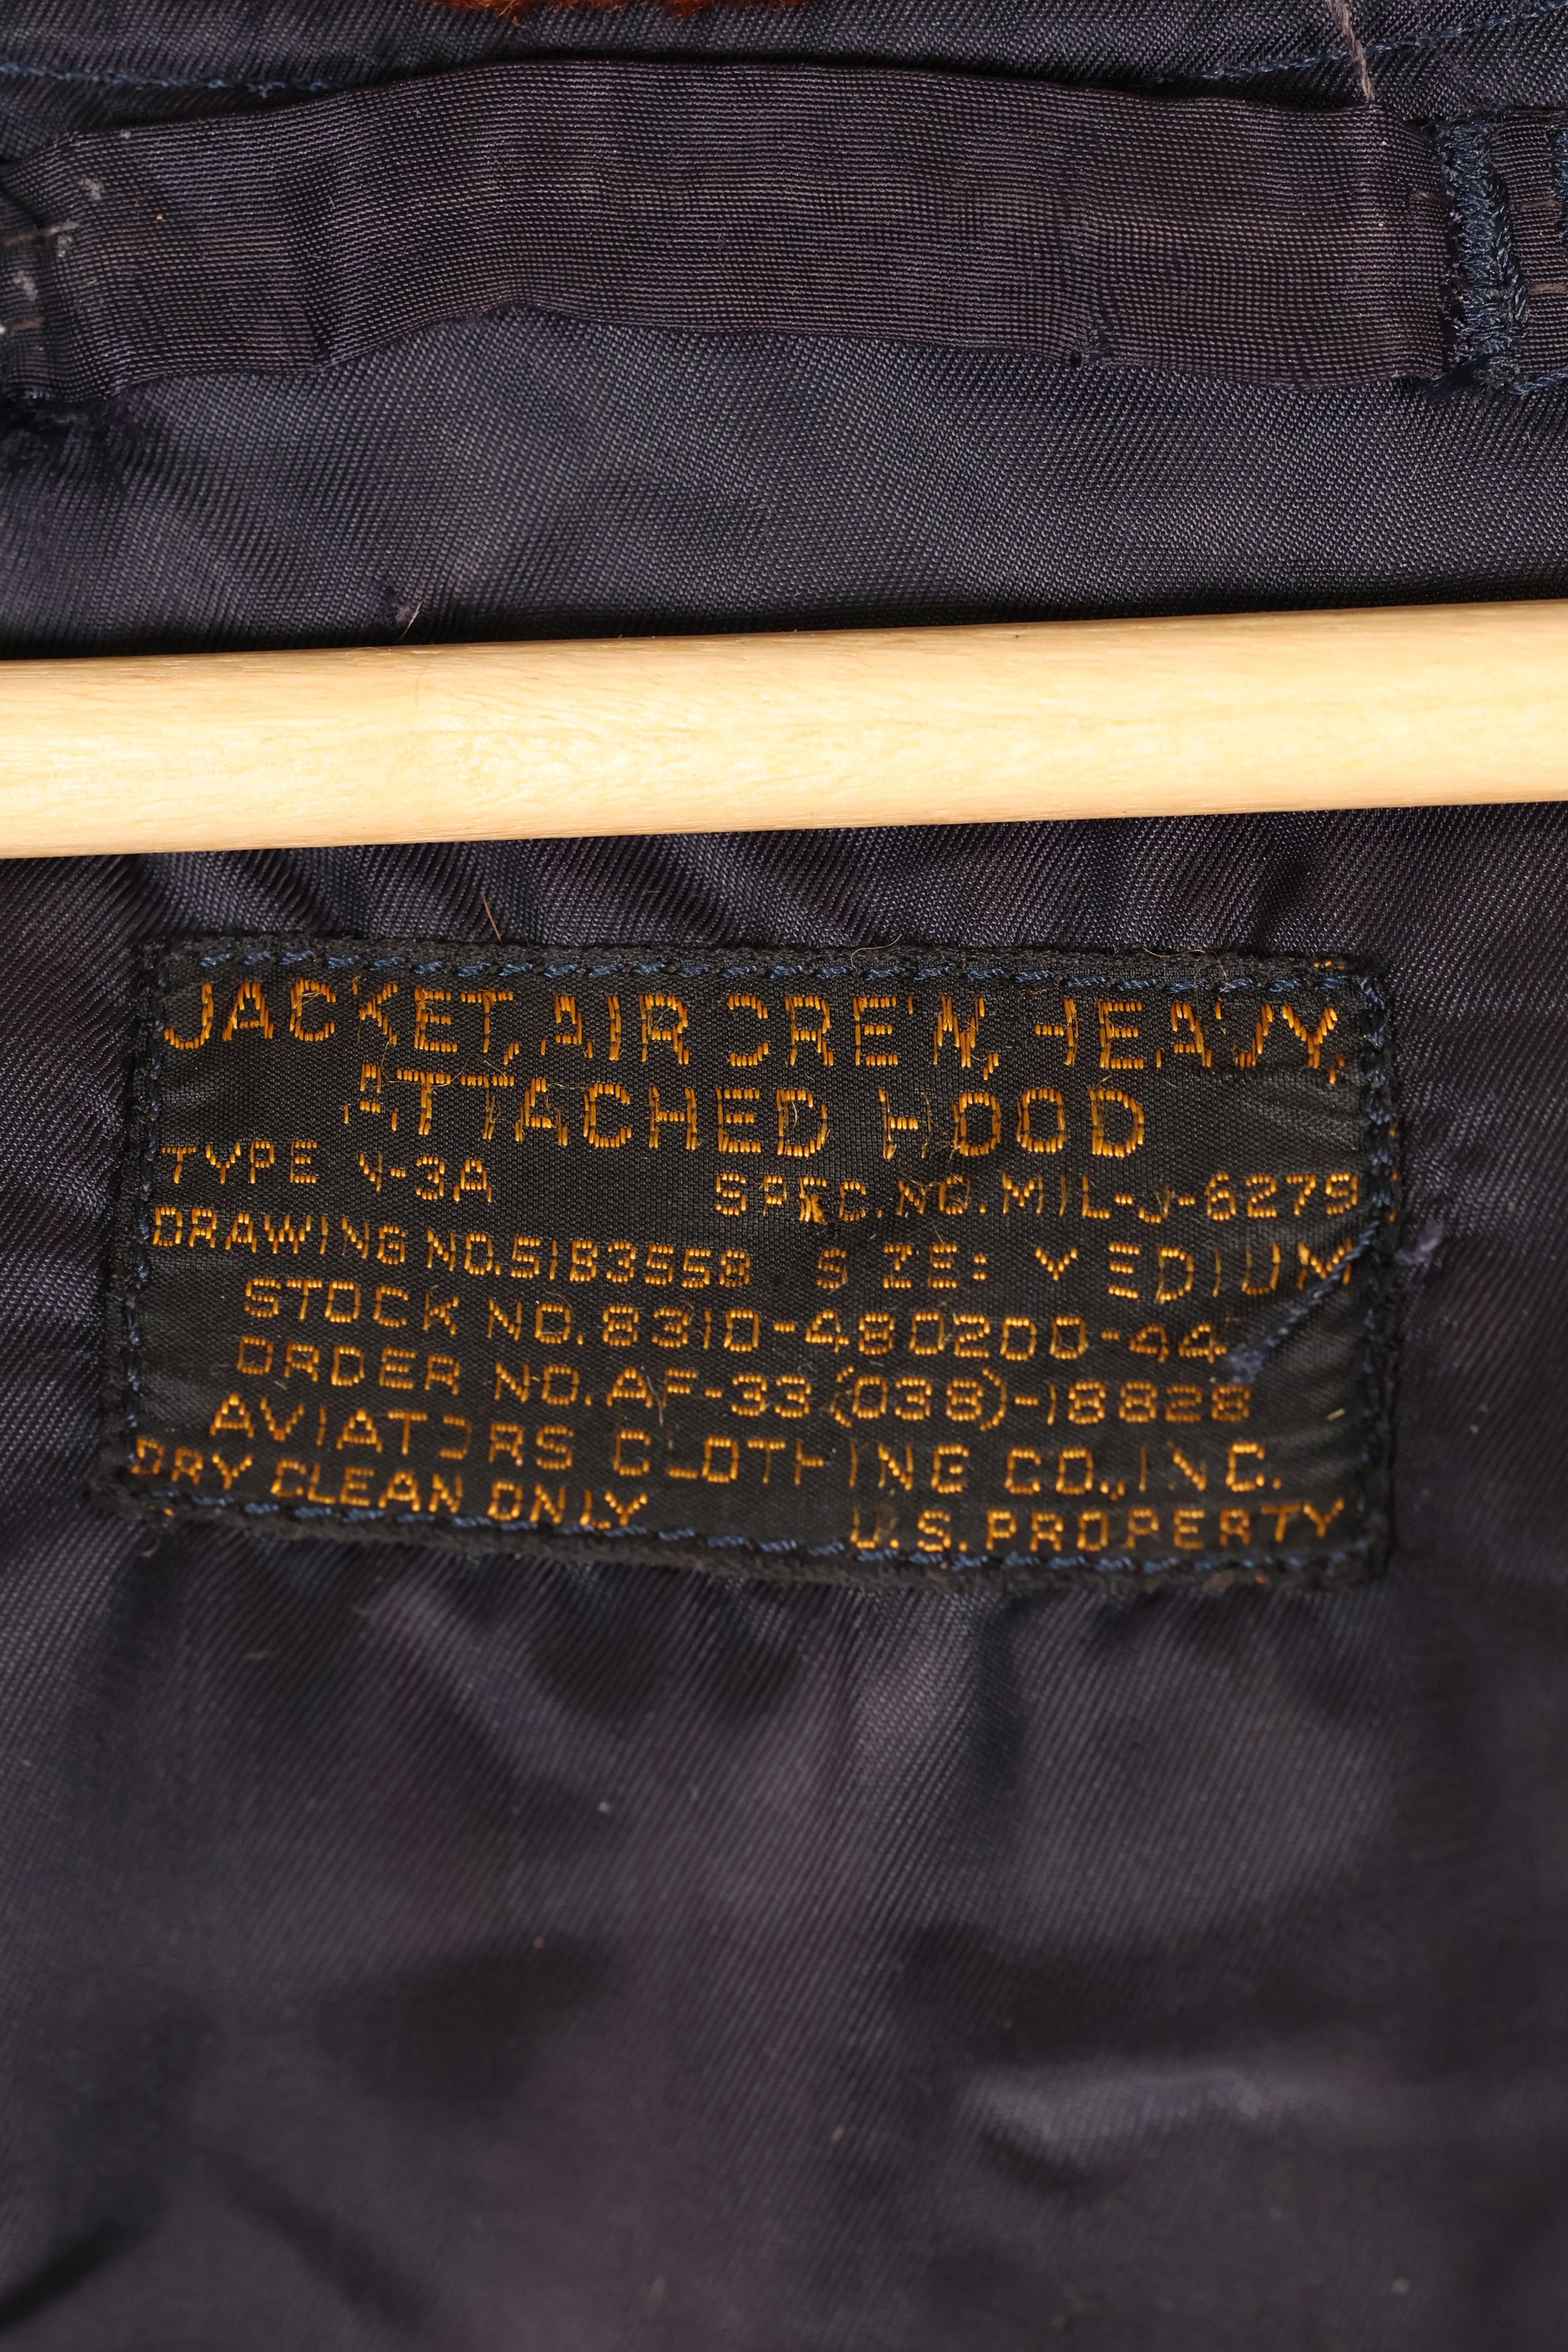 JACKET, AIR CREW, HEAVY,
ATTACHED HOOD
TYPE N-3A SPEC. NO. MIL-J-6279
DRAWING NO. 51B3558 SIZE: MEDIUM
STOCK NO. 8310-480200-44
ORDER NO. AF-33(038)-18828
AVIATORS CLOTHING CO., INC.
DRY CLEAN ONLY U.S. PROPERTY